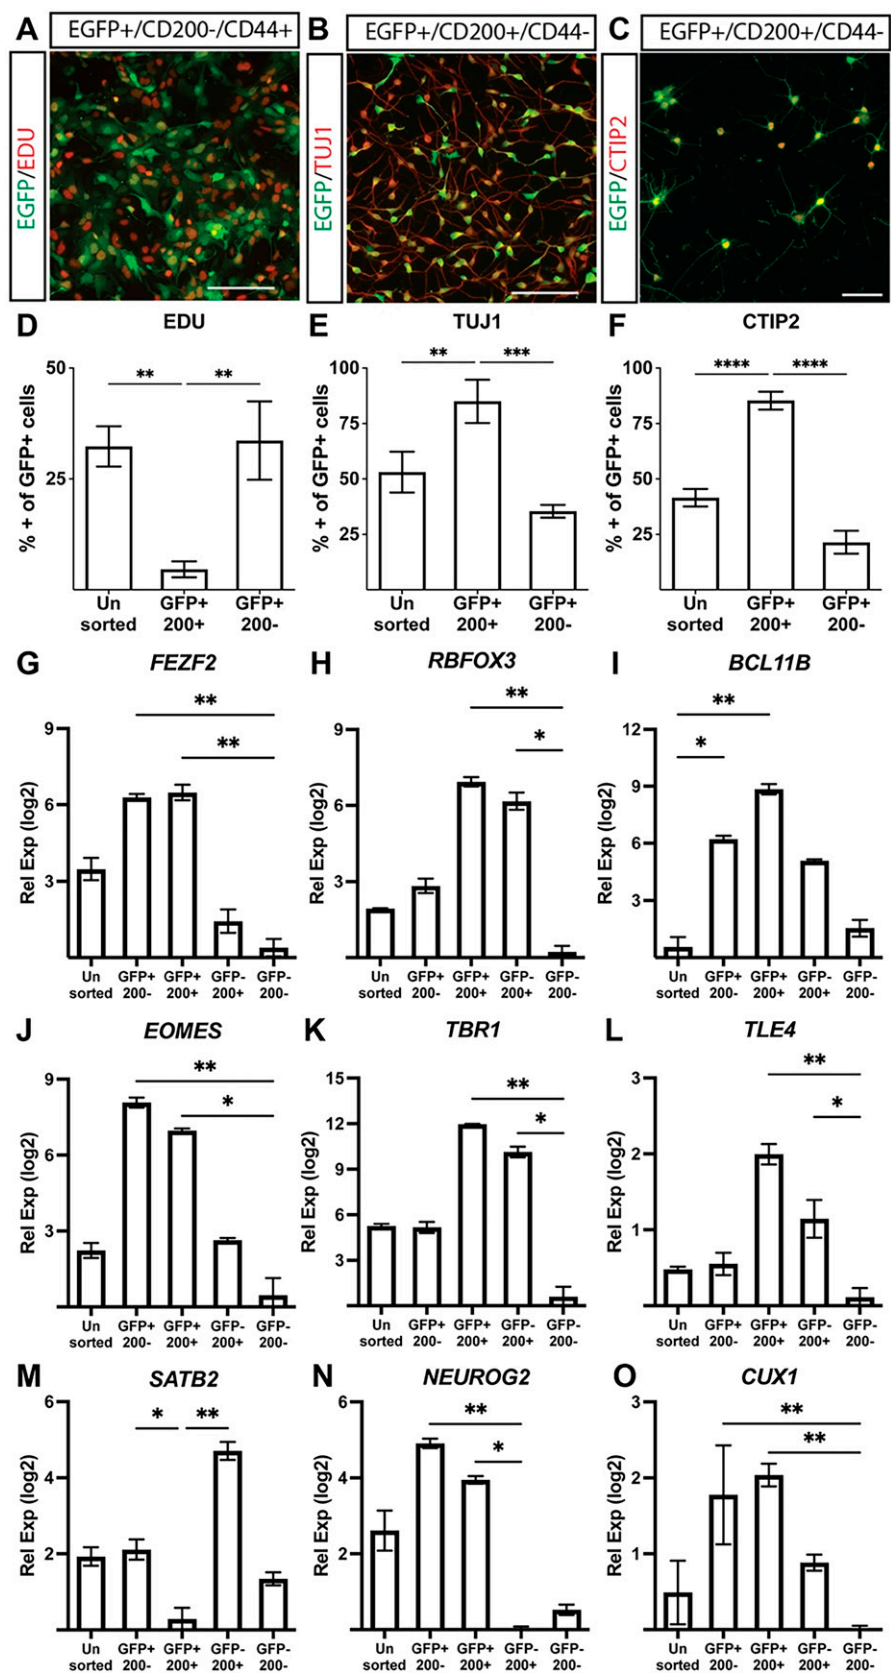 A EGFP+/CD200-/CD44+ B EGFP+/CD200+/CD44- C EGFP+/CD200+/CD44-
EGFP/EDU
EGFP/TUJ1
EGFP/CTIP2
D EDU E TUJ1 F CTIP2
% + of GFP+ cells
50
25
** **
Un sorted
GFP+ 200+
GFP+ 200-
% + of GFP+ cells
100
75
50
25
** ***
Un sorted
GFP+ 200+
GFP+ 200-
% + of GFP+ cells
100
75
50
25
**** ****
Un sorted
GFP+ 200+
GFP+ 200-
G FEZF2
Rel Exp (log2)
9
6
3
**
**
Un GFP+ GFP+ GFP- GFP-
sorted 200- 200+ 200+ 200-
H RBFOX3
Rel Exp (log2)
9
6
3
**
*
Un GFP+ GFP+ GFP- GFP-
sorted 200- 200+ 200+ 200-
I BCL11B
Rel Exp (log2)
12
9
6
3
**
*
Un GFP+ GFP+ GFP- GFP-
sorted 200- 200+ 200+ 200-
J EOMES
Rel Exp (log2)
9
6
3
**
*
Un GFP+ GFP+ GFP- GFP-
sorted 200- 200+ 200+ 200-
K TBR1
Rel Exp (log2)
15
12
9
6
3
**
*
Un GFP+ GFP+ GFP- GFP-
sorted 200- 200+ 200+ 200-
L TLE4
Rel Exp (log2)
3
2
1
**
*
Un GFP+ GFP+ GFP- GFP-
sorted 200- 200+ 200+ 200-
M SATB2
Rel Exp (log2)
6
4
2
* **
Un GFP+ GFP+ GFP- GFP-
sorted 200- 200+ 200+ 200-
N NEUROG2
Rel Exp (log2)
6
4
2
**
*
Un GFP+ GFP+ GFP- GFP-
sorted 200- 200+ 200+ 200-
O CUX1
Rel Exp (log2)
3
2
1
**
**
Un GFP+ GFP+ GFP- GFP-
sorted 200- 200+ 200+ 200-